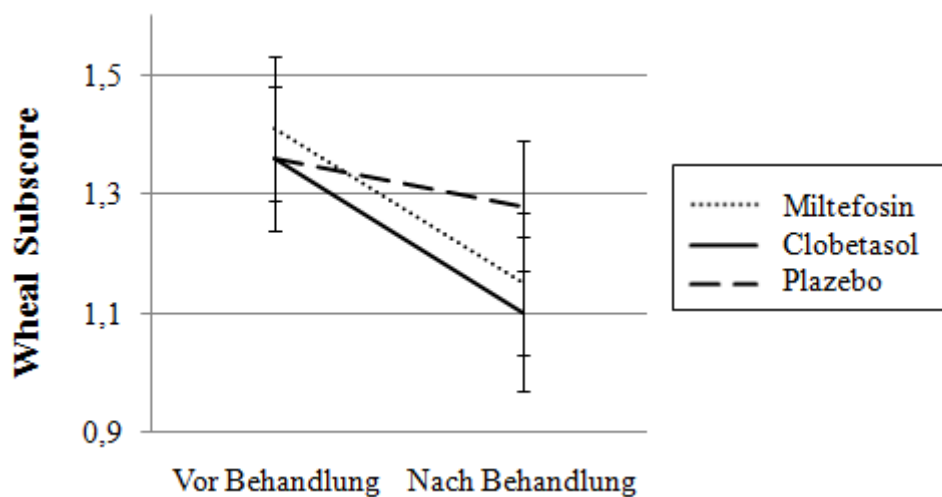 Wheal Subscore
1,5
1,3
1,1
0,9
Vor Behandlung
Nach Behandlung
Miltefosin
Clobetasol
Plazebo